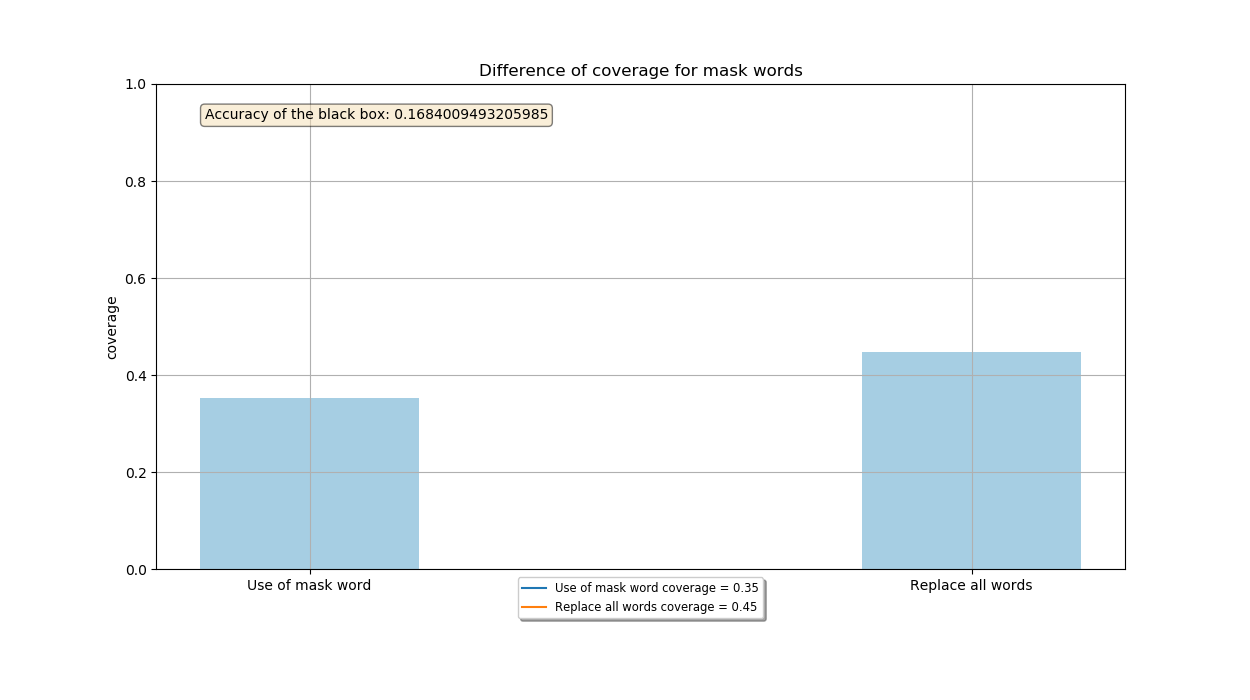 Difference of coverage for mask words
Accuracy of the black box: 0.1684009493205985
1.0
0.8
0.6
0.4
0.2
0.0
coverage
Use of mask word
Replace all words
Use of mask word coverage = 0.35
Replace all words coverage = 0.45